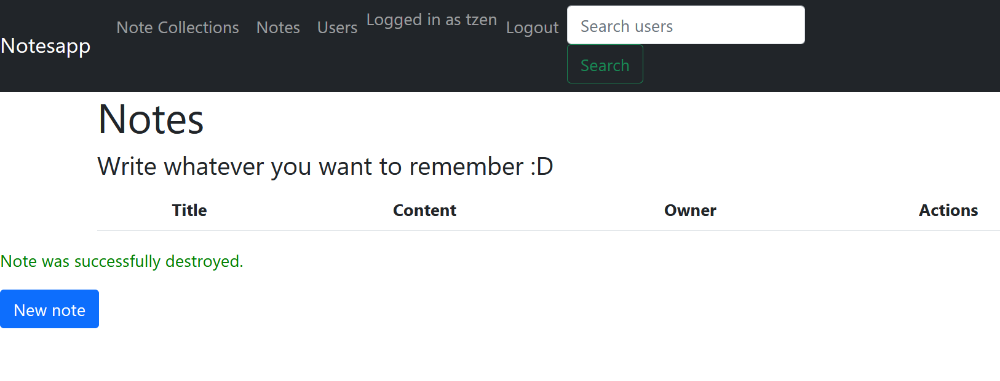 Notesapp Note Collections Notes Users Logged in as tzen Logout Search users
Search
Notes
Write whatever you want to remember :D
Title Content Owner Actions
Note was successfully destroyed.
New note